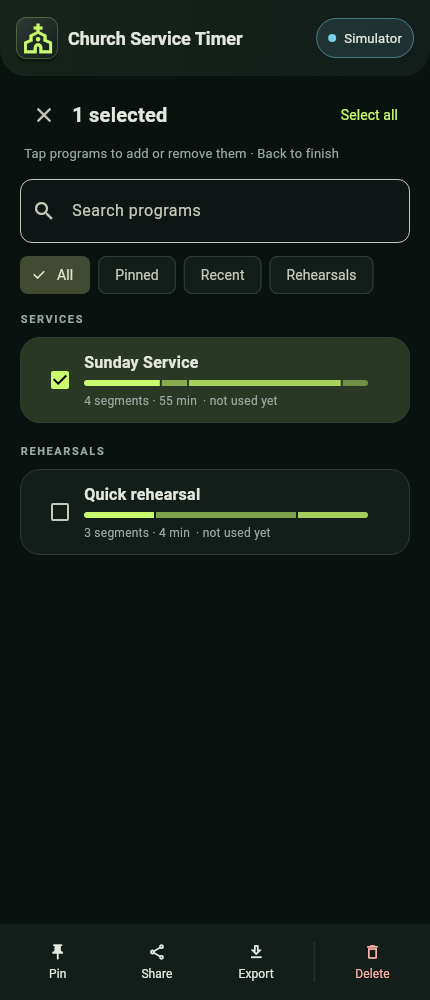 Church Service Timer
Simulator
1 selected
Select all
Tap programs to add or remove them · Back to finish
Search programs
All
Pinned
Recent
Rehearsals
SERVICES
Sunday Service
4 segments · 55 min · not used yet
REHEARSALS
Quick rehearsal
3 segments · 4 min · not used yet
Pin
Share
Export
Delete